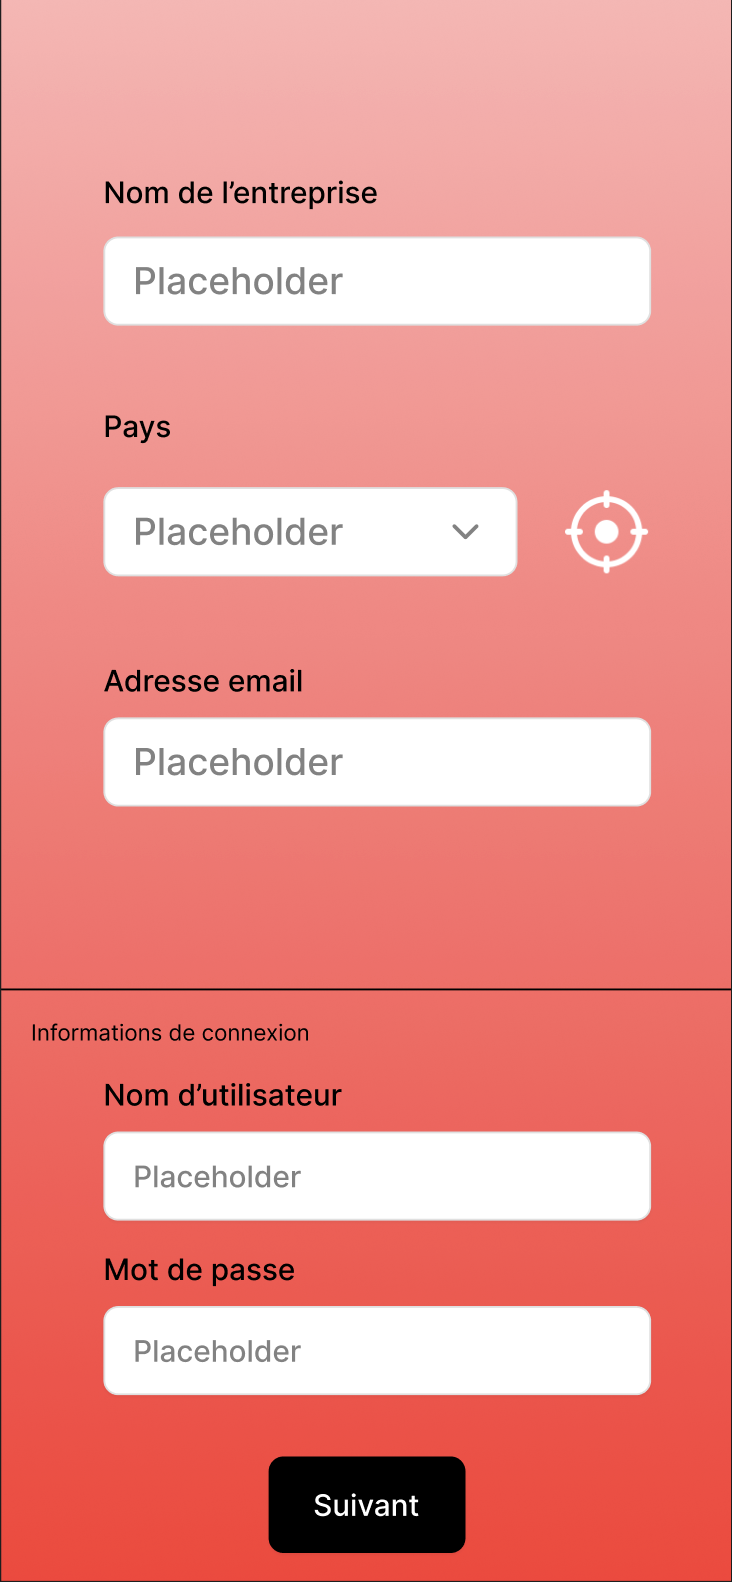 Nom de l’entreprise
Placeholder
Pays
Placeholder
Adresse email
Placeholder
Informations de connexion
Nom d’utilisateur
Placeholder
Mot de passe
Placeholder
Suivant